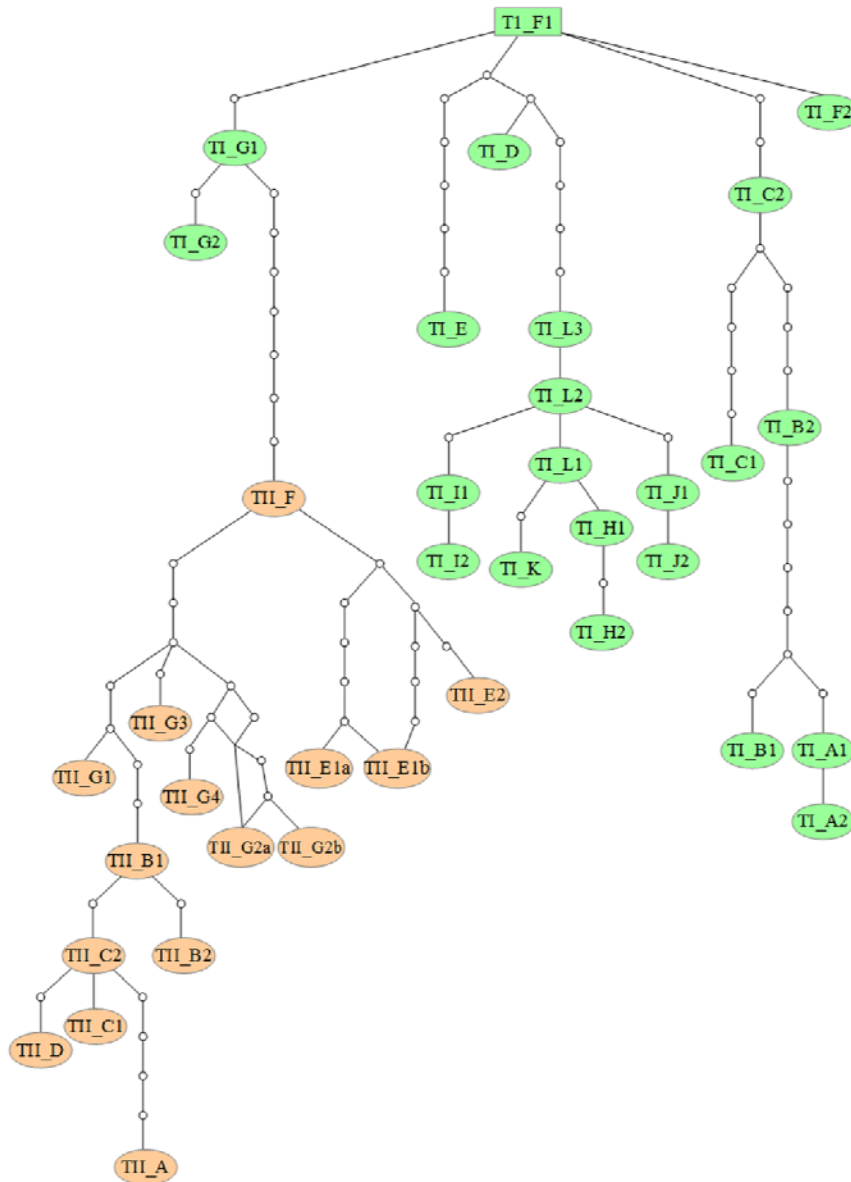 T1_F1
TI_F2
TI_G1
TI_D
TI_C2
TI_G2
TI_E
TI_L3
TI_L2
TI_B2
TI_C1
TI_L1
TI_I1
TI_J1
TII_F
TI_H1
TI_I2
TI_K
TI_J2
TI_H2
TII_E2
TII_G3
TI_B1
TI_A1
TII_E1a
TII_E1b
TII_G1
TII_G4
TI_A2
TII_G2a
TII_G2b
TII_B1
TII_C2
TII_B2
TII_C1
TII_D
TII_A